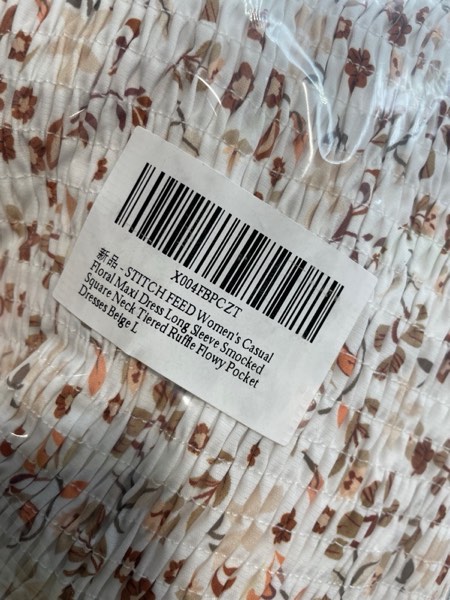 X004FBPCZT
新品 - STITCH FEED Women's Casual
Floral Maxi Dress Long Sleeve Smocked
Square Neck Tiered Ruffle Flowy Pocket
Dresses Beige L